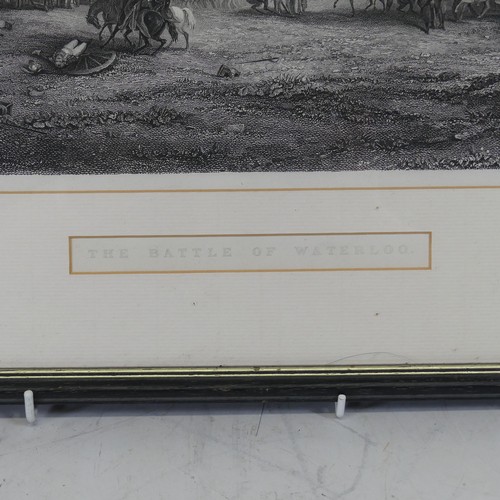 THE BATTLE OF WATERLOO.